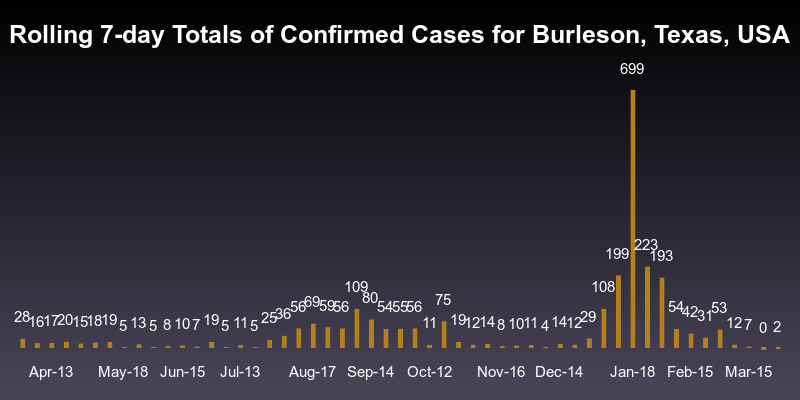 Rolling 7-day Totals of Confirmed Cases for Burleson, Texas, USA
699
223
199 193
109 108
80 75
69
56 59 56 54 55 56 54 53
36 42
28 25 29 31
16 17 20 15 18 19 5 13 5 8 10 7 19 5 11 5 11 19 12 14 8 10 11 4 14 12 12 7 0 2
Apr-13 May-18 Jun-15 Jul-13 Aug-17 Sep-14 Oct-12 Nov-16 Dec-14 Jan-18 Feb-15 Mar-15